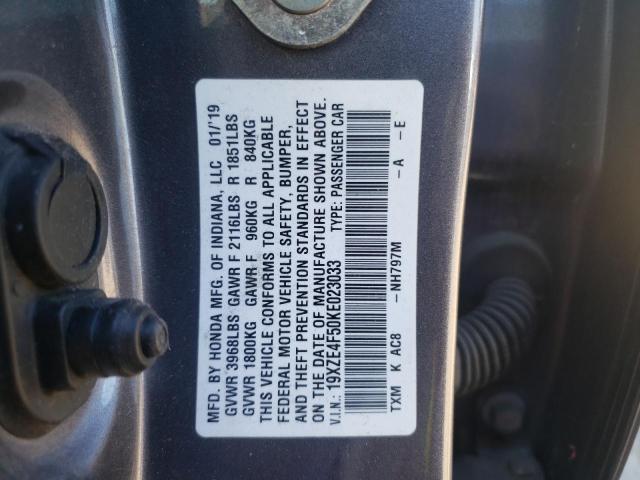 MFD. BY HONDA MFG. OF INDIANA, LLC 01/'19
GVWR 3968LBS GAWR F 2116LBS R 1851LBS
GVWR 1800KG GAWR F 960KG R 840KG
THIS VEHICLE CONFORMS TO ALL APPLICABLE
FEDERAL MOTOR VEHICLE SAFETY, BUMPER,
AND THEFT PREVENTION STANDARDS IN EFFECT
ON THE DATE OF MANUFACTURE SHOWN ABOVE.
V.I.N.: 19XZE4F50KE023033 TYPE: PASSENGER CAR
TXM K AC8 -NH797M -A -E